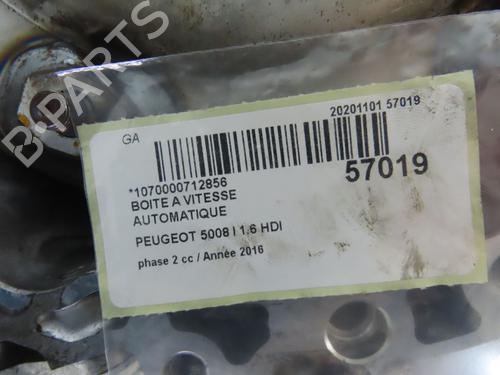 B-PARTS
GA
20201101 57019
57019
*1070000712856
BOITE A VITESSE
AUTOMATIQUE
PEUGEOT 5008 I 1.6 HDI
phase 2 cc / Année 2016